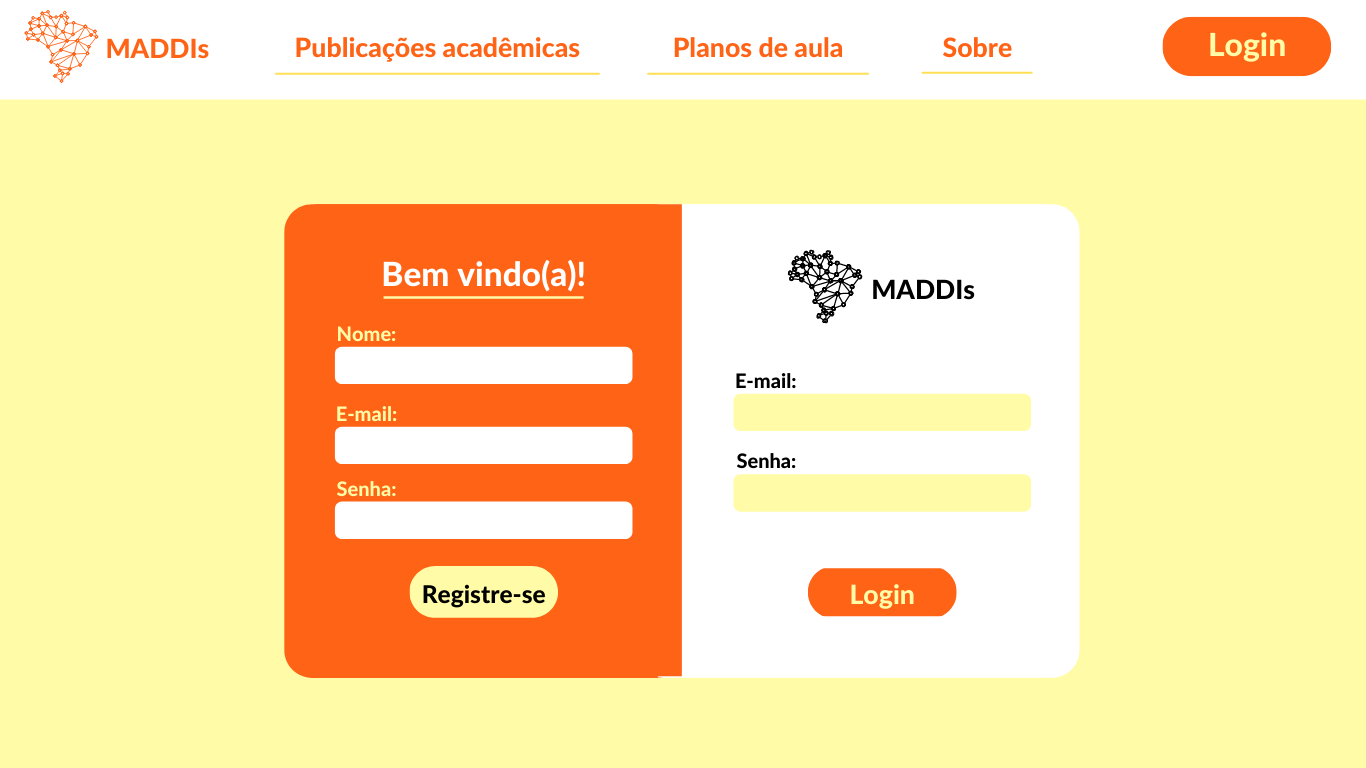 MADDIs
Publicações acadêmicas
Planos de aula
Sobre
Login
Bem vindo(a)!
Nome:
E-mail:
Senha:
Registre-se
MADDIs
E-mail:
Senha:
Login